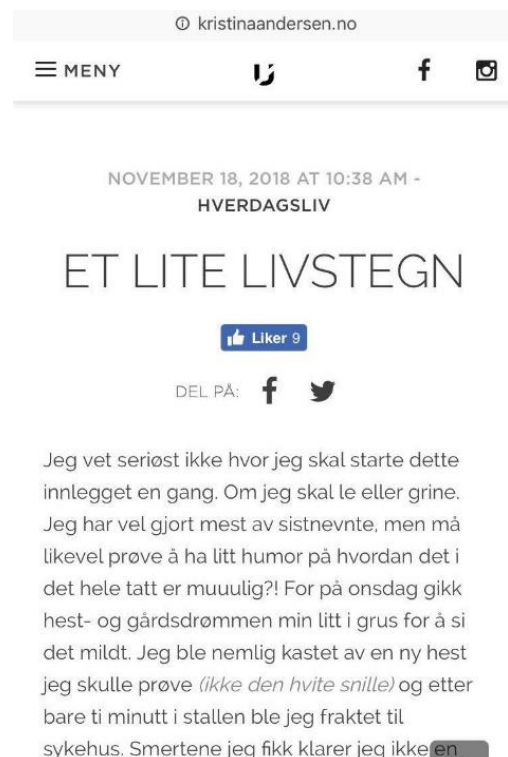 kristinaandersen.no
MENY
NOVEMBER 18, 2018 AT 10:38 AM -
HVERDAGSLIV
ET LITE LIVSTEGN
Liker 9
DEL PÅ:
Jeg vet seriøst ikke hvor jeg skal starte dette
innlegget en gang. Om jeg skal le eller grine.
Jeg har vel gjort mest av sistnevnte, men må
likevel prøve å ha litt humor på hvordan det i
det hele tatt er muuulig?! For på onsdag gikk
hest- og gårdsdrømmen min litt i grus for å si
det mildt. Jeg ble nemlig kastet av en ny hest
jeg skulle prøve (ikke den hvite snille) og etter
bare ti minutt i stallen ble jeg fraktet til
sykehus. Smertene jeg fikk klarer jeg ikke en